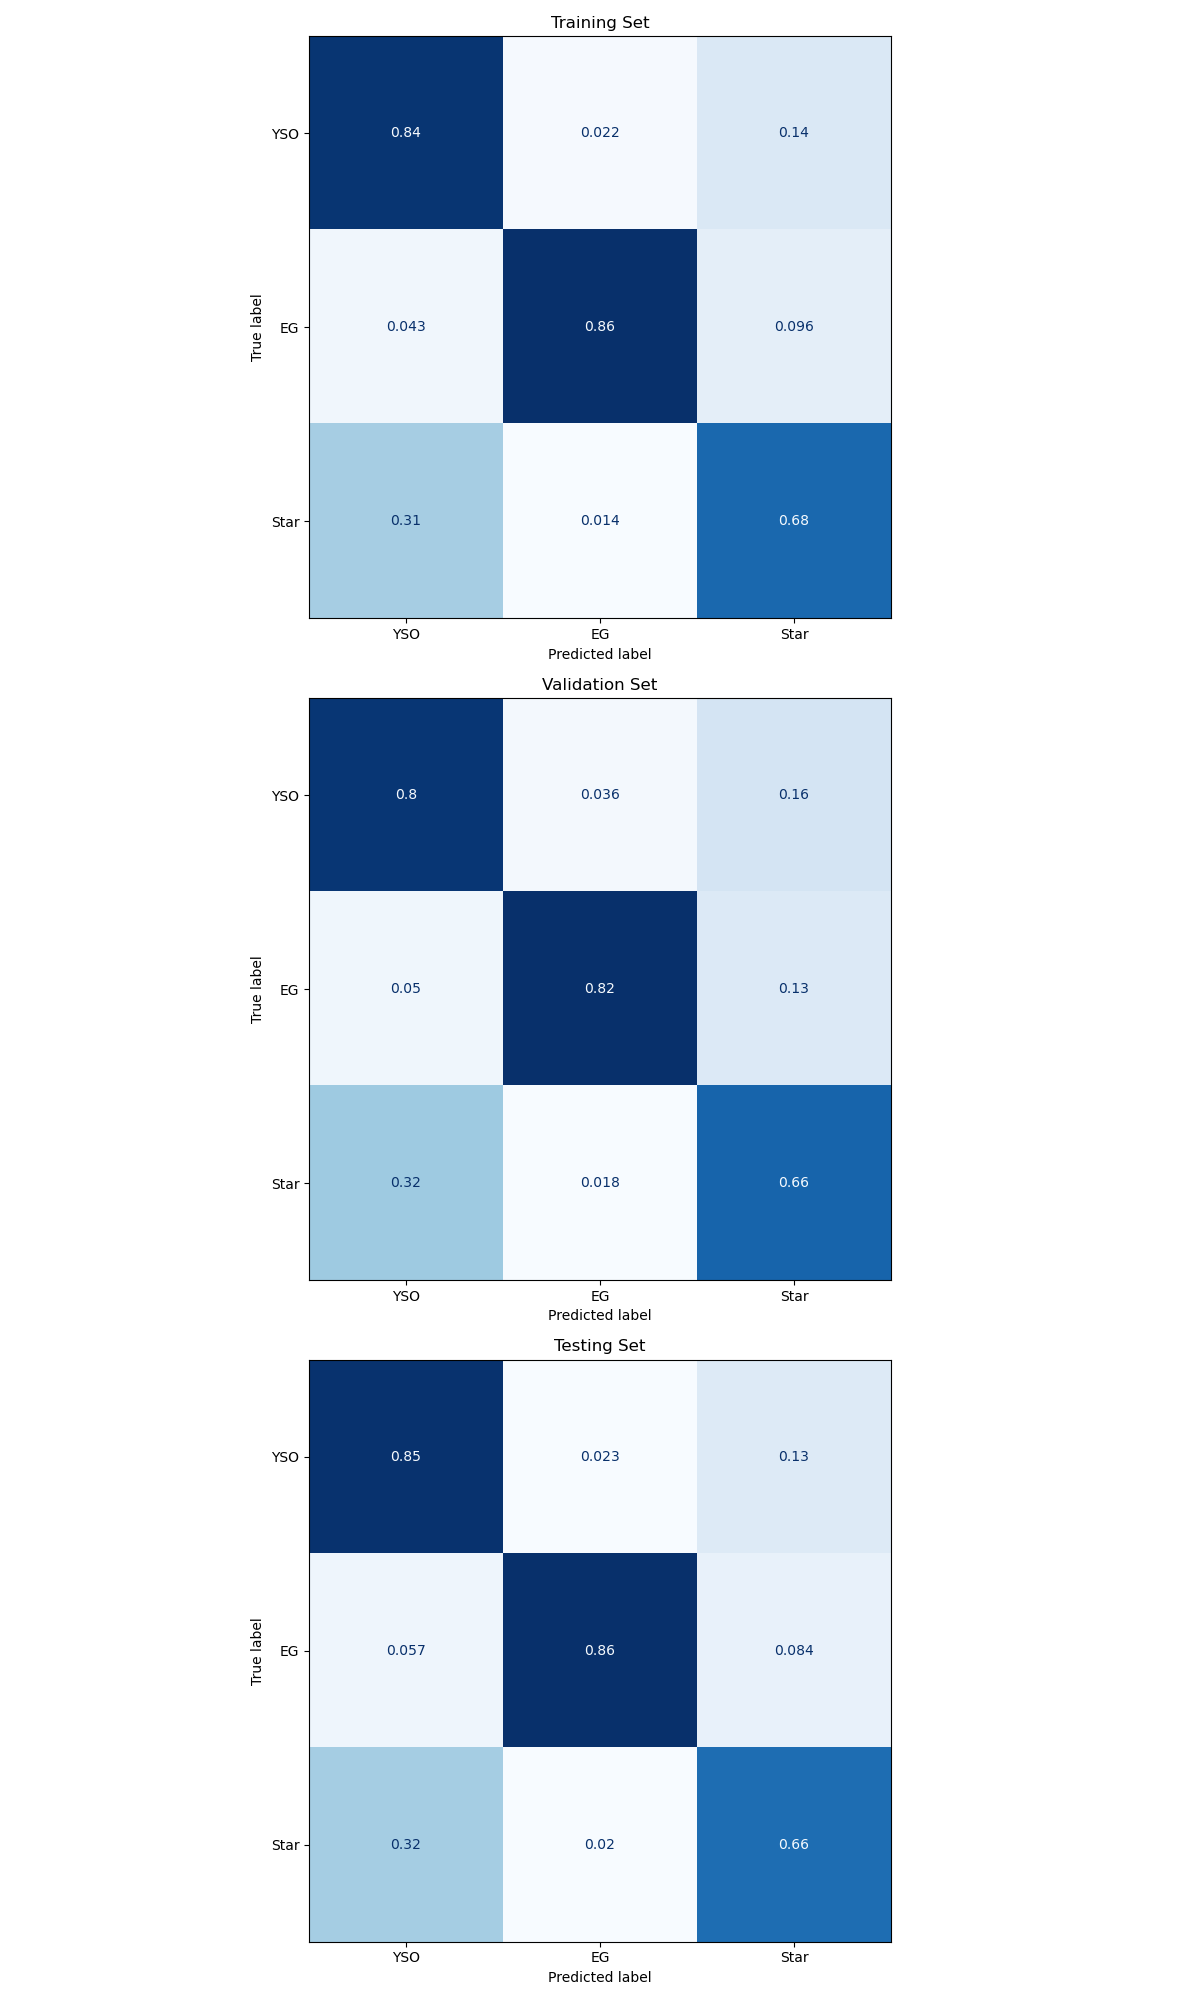 Training Set
YSO 0.84 0.022 0.14
True label
EG 0.043 0.86 0.096
Star 0.31 0.014 0.68
YSO EG Star
Predicted label
Validation Set
YSO 0.8 0.036 0.16
True label
EG 0.05 0.82 0.13
Star 0.32 0.018 0.66
YSO EG Star
Predicted label
Testing Set
YSO 0.85 0.023 0.13
True label
EG 0.057 0.86 0.084
Star 0.32 0.02 0.66
YSO EG Star
Predicted label